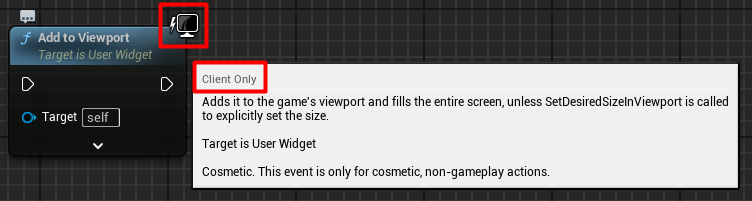 f Add to Viewport
Target is User Widget
Target self
Client Only
Adds it to the game's viewport and fills the entire screen, unless SetDesiredSizeInViewport is called
to explicitly set the size.
Target is User Widget
Cosmetic. This event is only for cosmetic, non-gameplay actions.